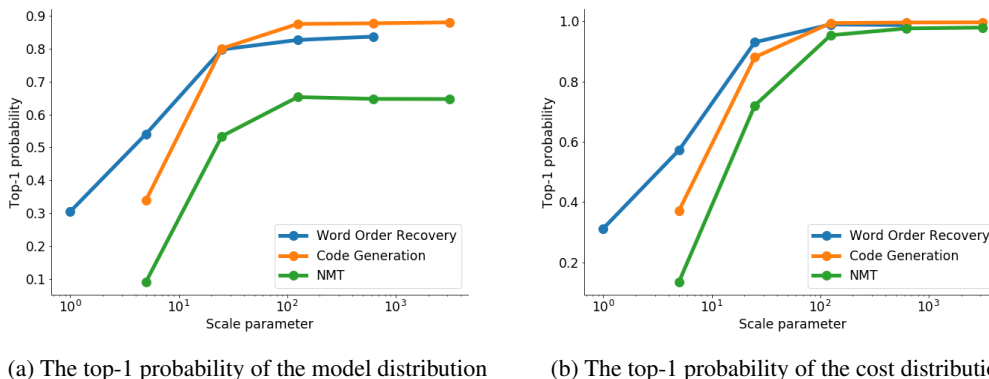 0.9
0.8
0.7
0.6
0.5
0.4
0.3
0.2
0.1
Top-1 probability
10^0
10^1
10^2
10^3
Scale parameter
Word Order Recovery
Code Generation
NMT
(a) The top-1 probability of the model distribution
1.0
0.8
0.6
0.4
0.2
Top-1 probability
10^0
10^1
10^2
10^3
Scale parameter
Word Order Recovery
Code Generation
NMT
(b) The top-1 probability of the cost distributio